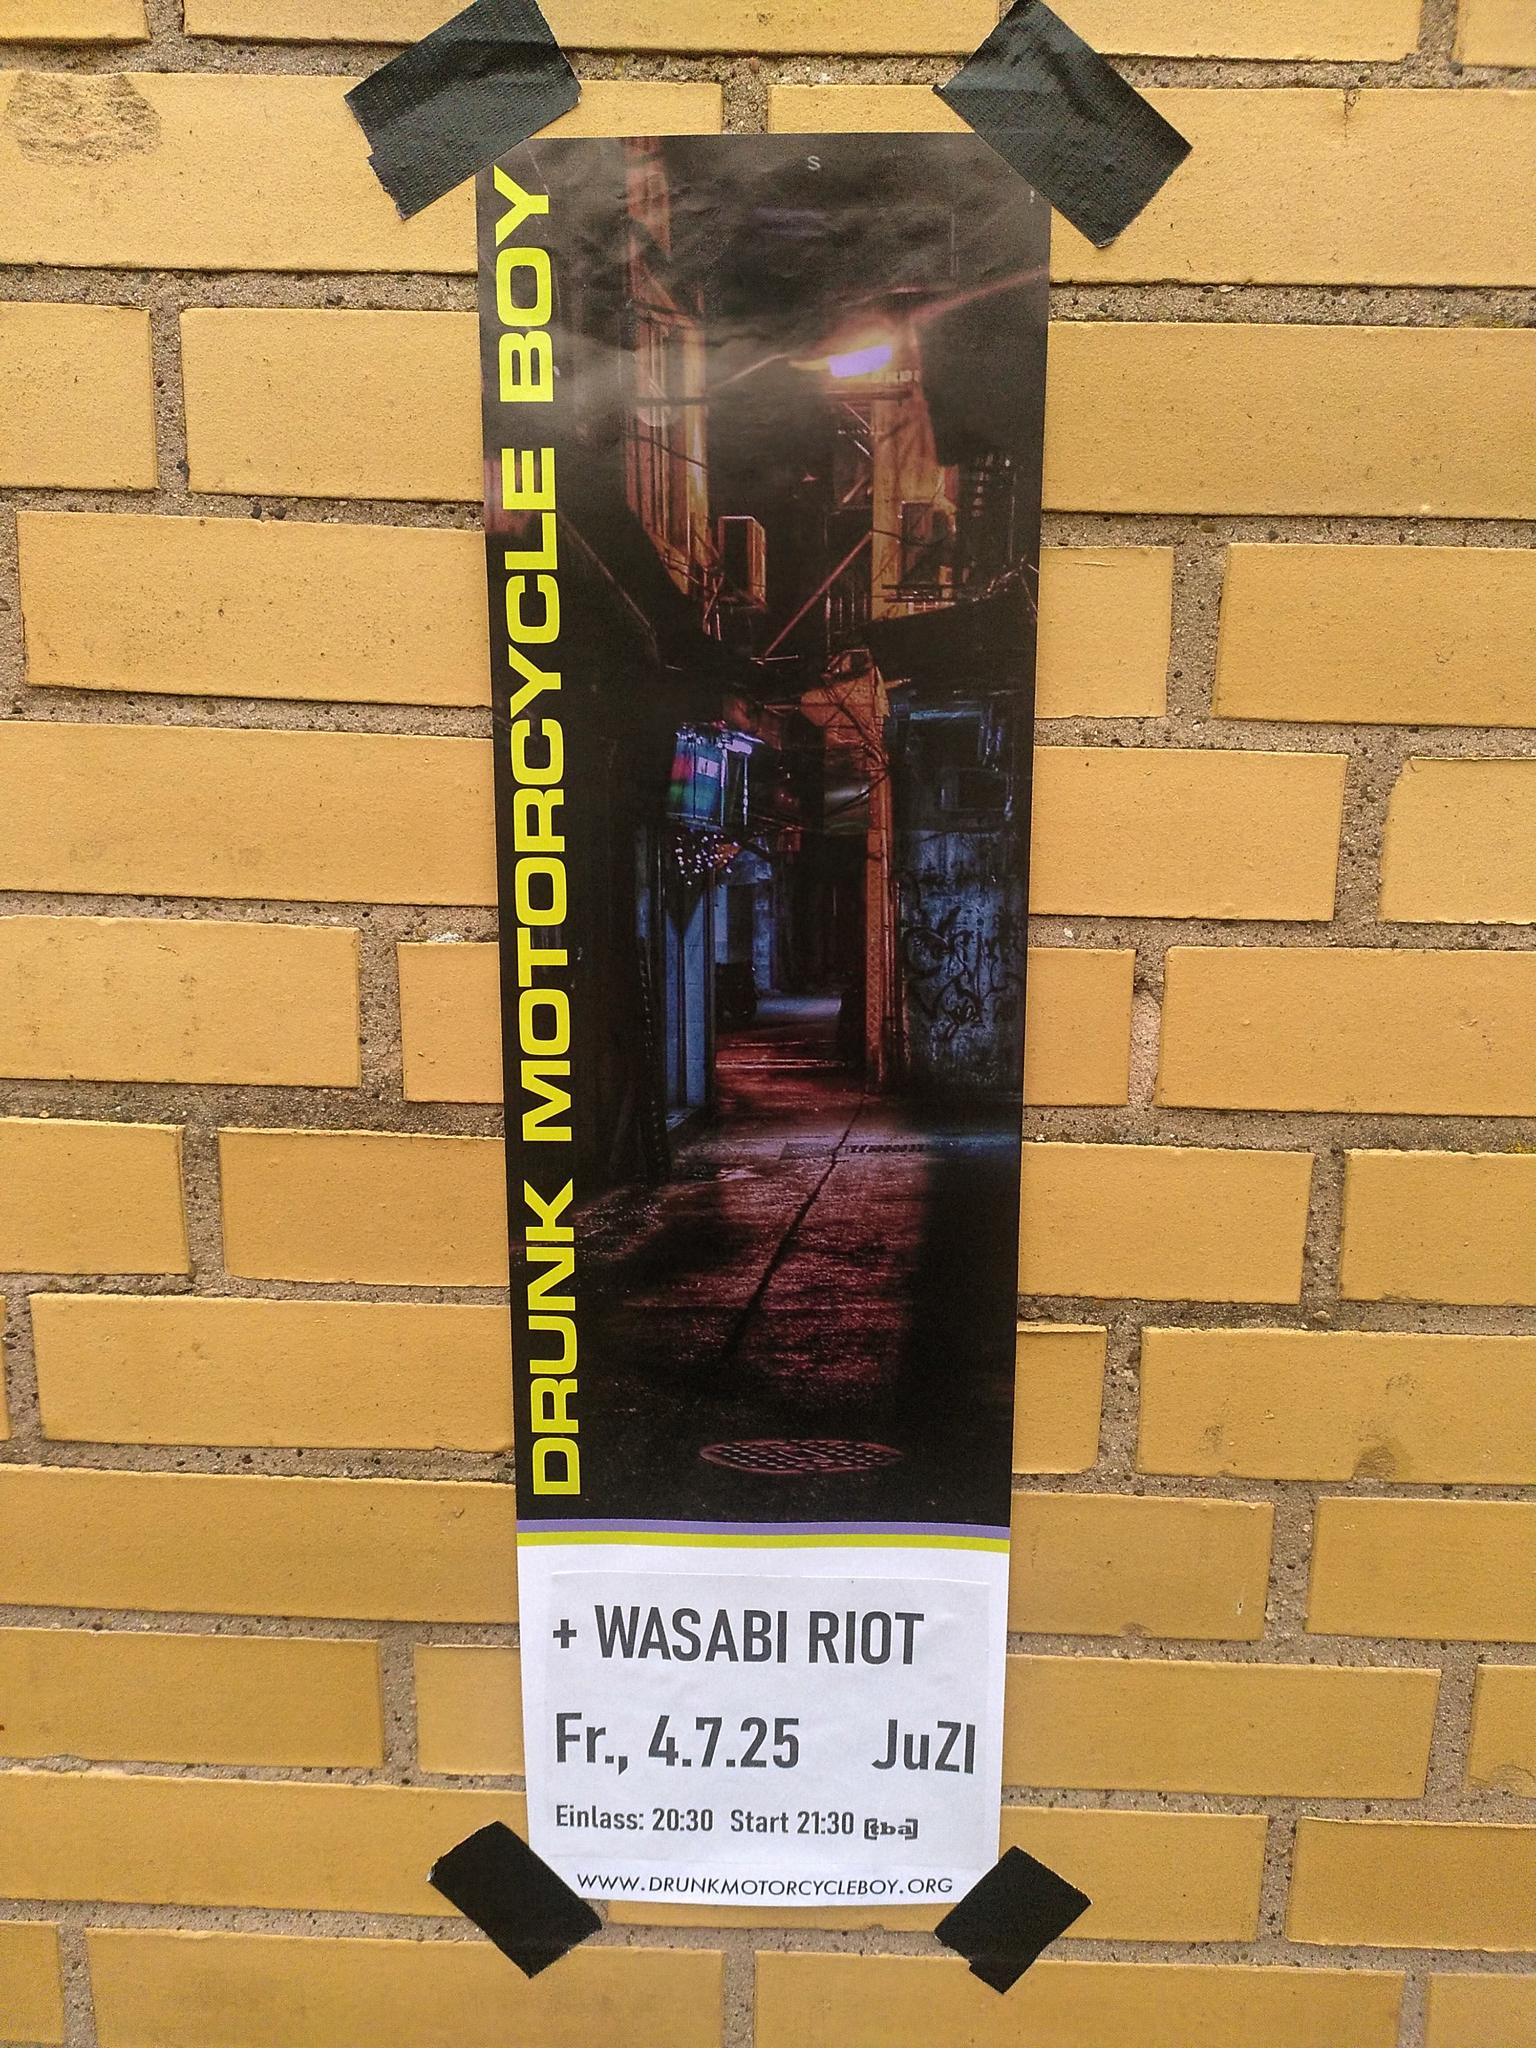 S
DRUNK MOTORCYCLE BOY
+ WASABI RIOT
Fr., 4.7.25 JuZI
Einlass: 20:30 Start 21:30 [tba]
WWW.DRUNKMOTORCYCLEBOY.ORG